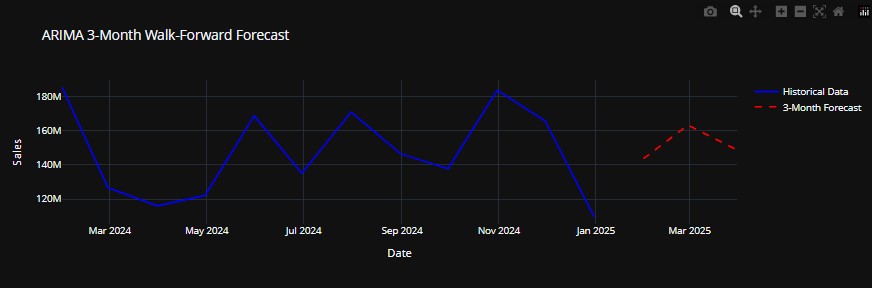 ARIMA 3-Month Walk-Forward Forecast
180M
160M
140M
120M
Sales
Mar 2024
May 2024
Jul 2024
Sep 2024
Nov 2024
Jan 2025
Mar 2025
Date
Historical Data
3-Month Forecast